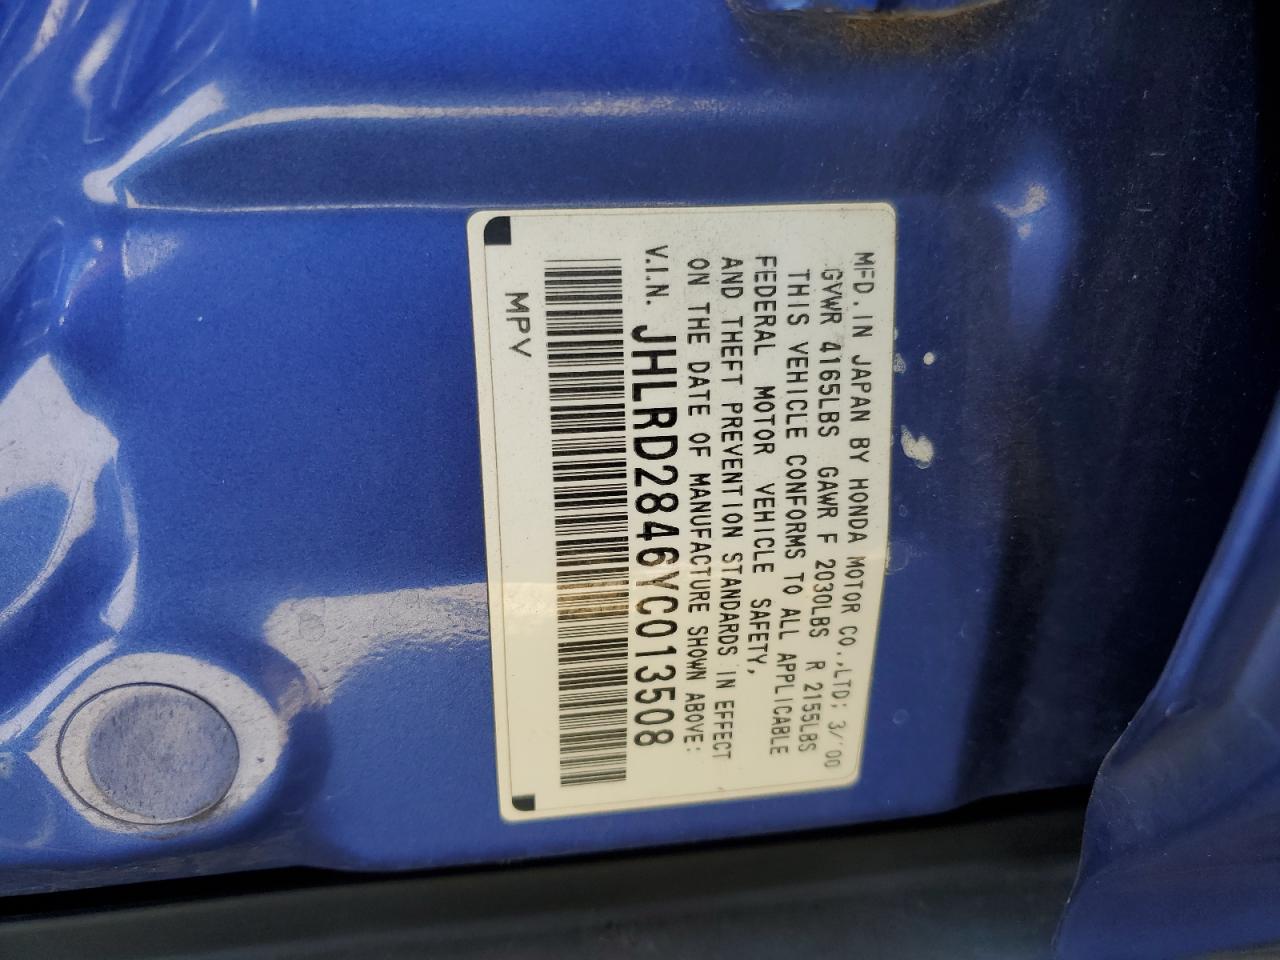 MFD. IN JAPAN BY HONDA MOTOR CO.,LTD; 3/'00
GVWR 4165LBS GAWR F 2030LBS R 2155LBS
THIS VEHICLE CONFORMS TO ALL APPLICABLE
FEDERAL MOTOR VEHICLE SAFETY,
AND THEFT PREVENTION STANDARDS IN EFFECT
ON THE DATE OF MANUFACTURE SHOWN ABOVE:
V.I.N. JHLRD2846YC013508
MPV